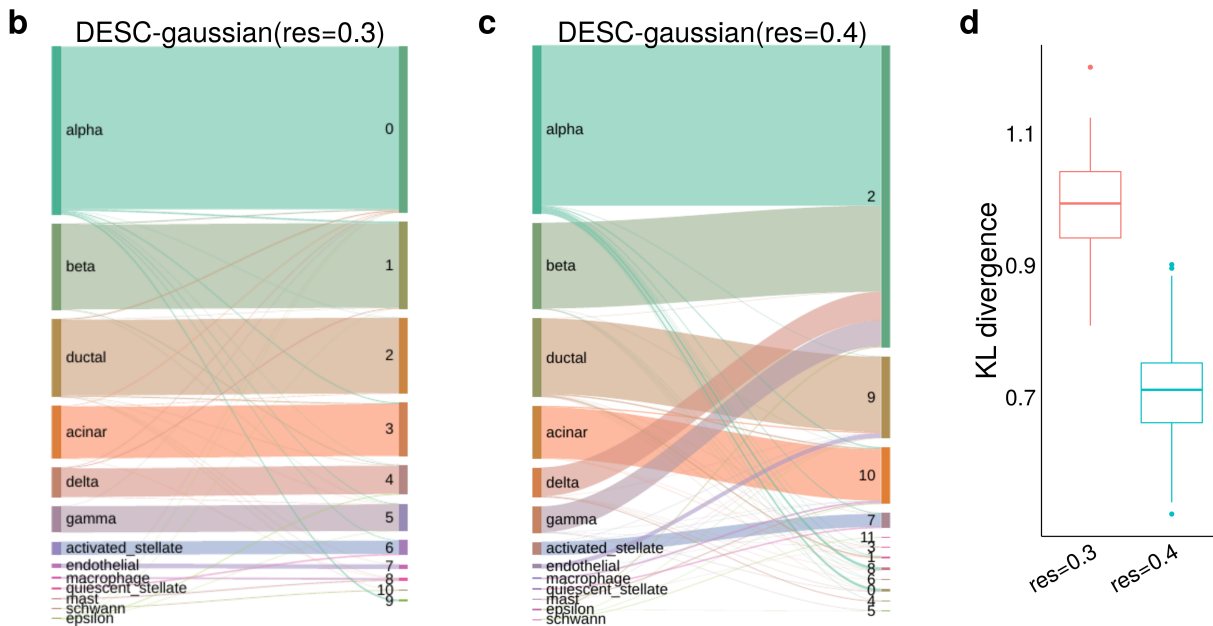 b
DESC-gaussian(res=0.3)
alpha
beta
ductal
acinar
delta
gamma
activated_stellate
endothelial
macrophage
quiescent_stellate
mast
schwann
epsilon
0
1
2
3
4
5
6
7
8
10
9
c
DESC-gaussian(res=0.4)
alpha
beta
ductal
acinar
delta
gamma
activated_stellate
endothelial
macrophage
quiescent_stellate
mast
epsilon
schwann
2
9
10
7
11
3
1
8
6
0
4
5
d
KL divergence
1.1
0.9
0.7
res=0.3
res=0.4